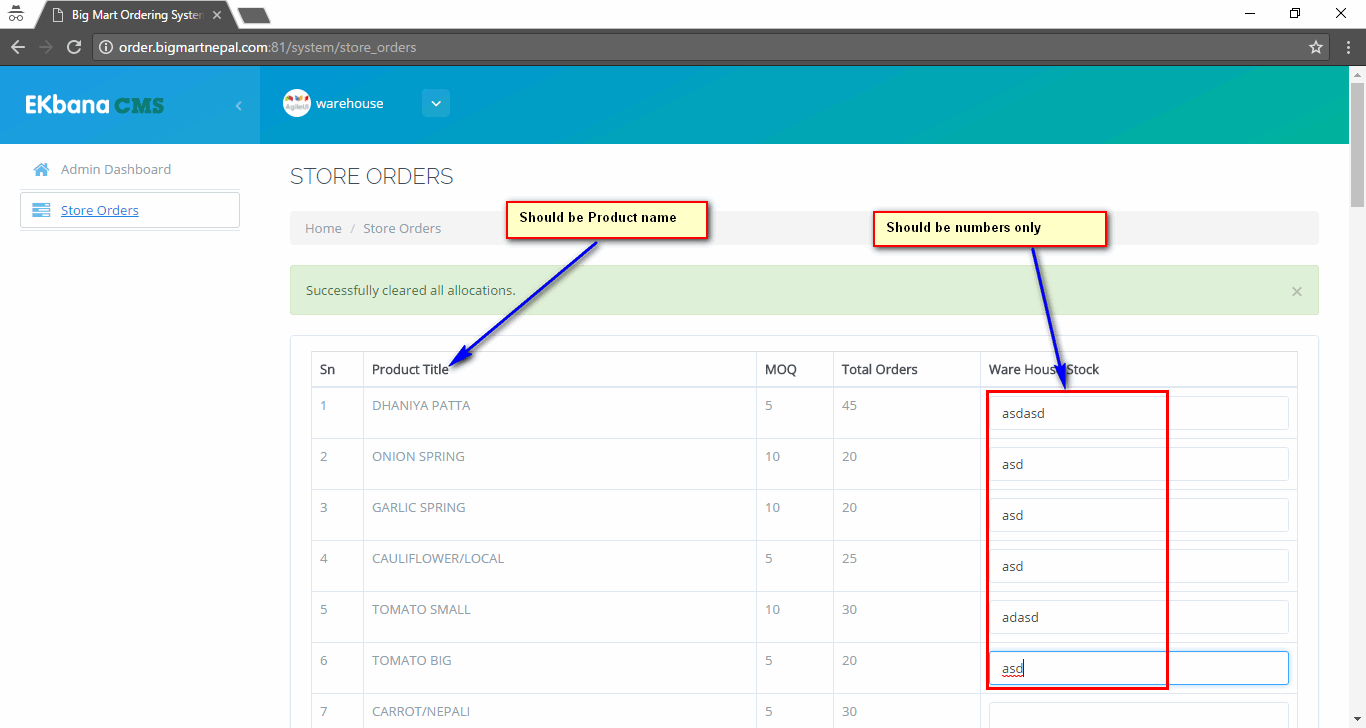 Big Mart Ordering System
order.bigmartnepal.com:81/system/store_orders
EKbana CMS
warehouse
Admin Dashboard
Store Orders
STORE ORDERS
Should be Product name
Should be numbers only
Home / Store Orders
Successfully cleared all allocations. ×
Sn Product Title MOQ Total Orders Ware House Stock
1 DHANIYA PATTA 5 45 asdasd
2 ONION SPRING 10 20 asd
3 GARLIC SPRING 10 20 asd
4 CAULIFLOWER/LOCAL 5 25 asd
5 TOMATO SMALL 10 30 adasd
6 TOMATO BIG 5 20 asd
7 CARROT/NEPALI 5 30